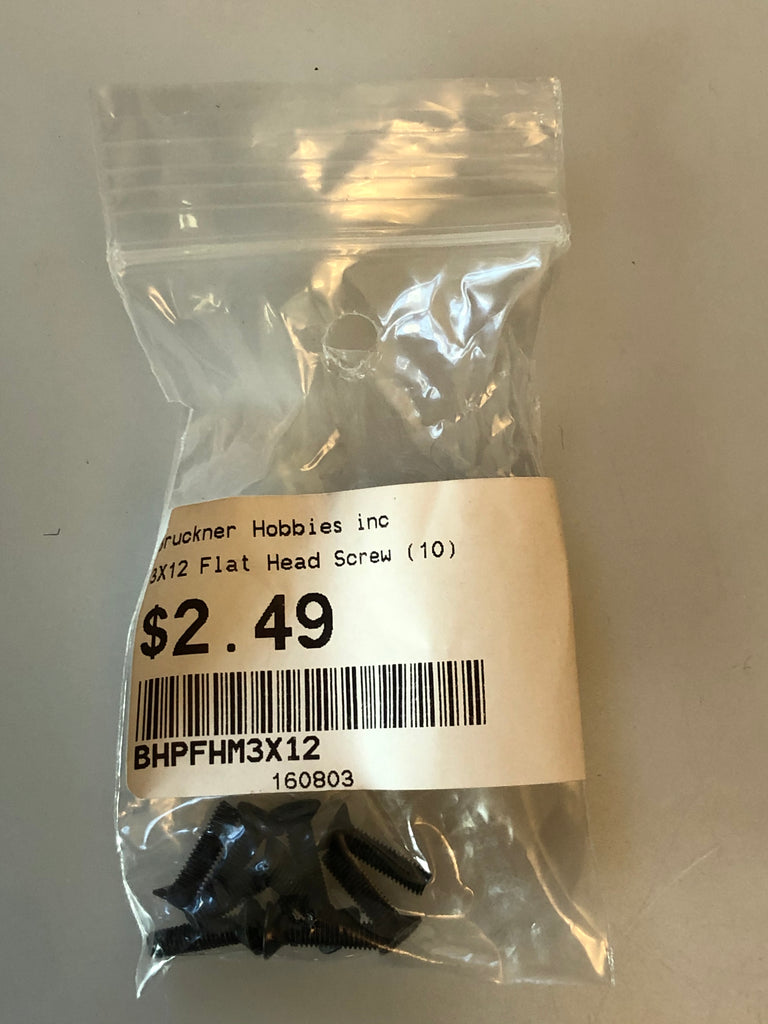 ruckner Hobbies inc
3X12 Flat Head Screw (10)
$2.49
BHPFHM3X12
160803